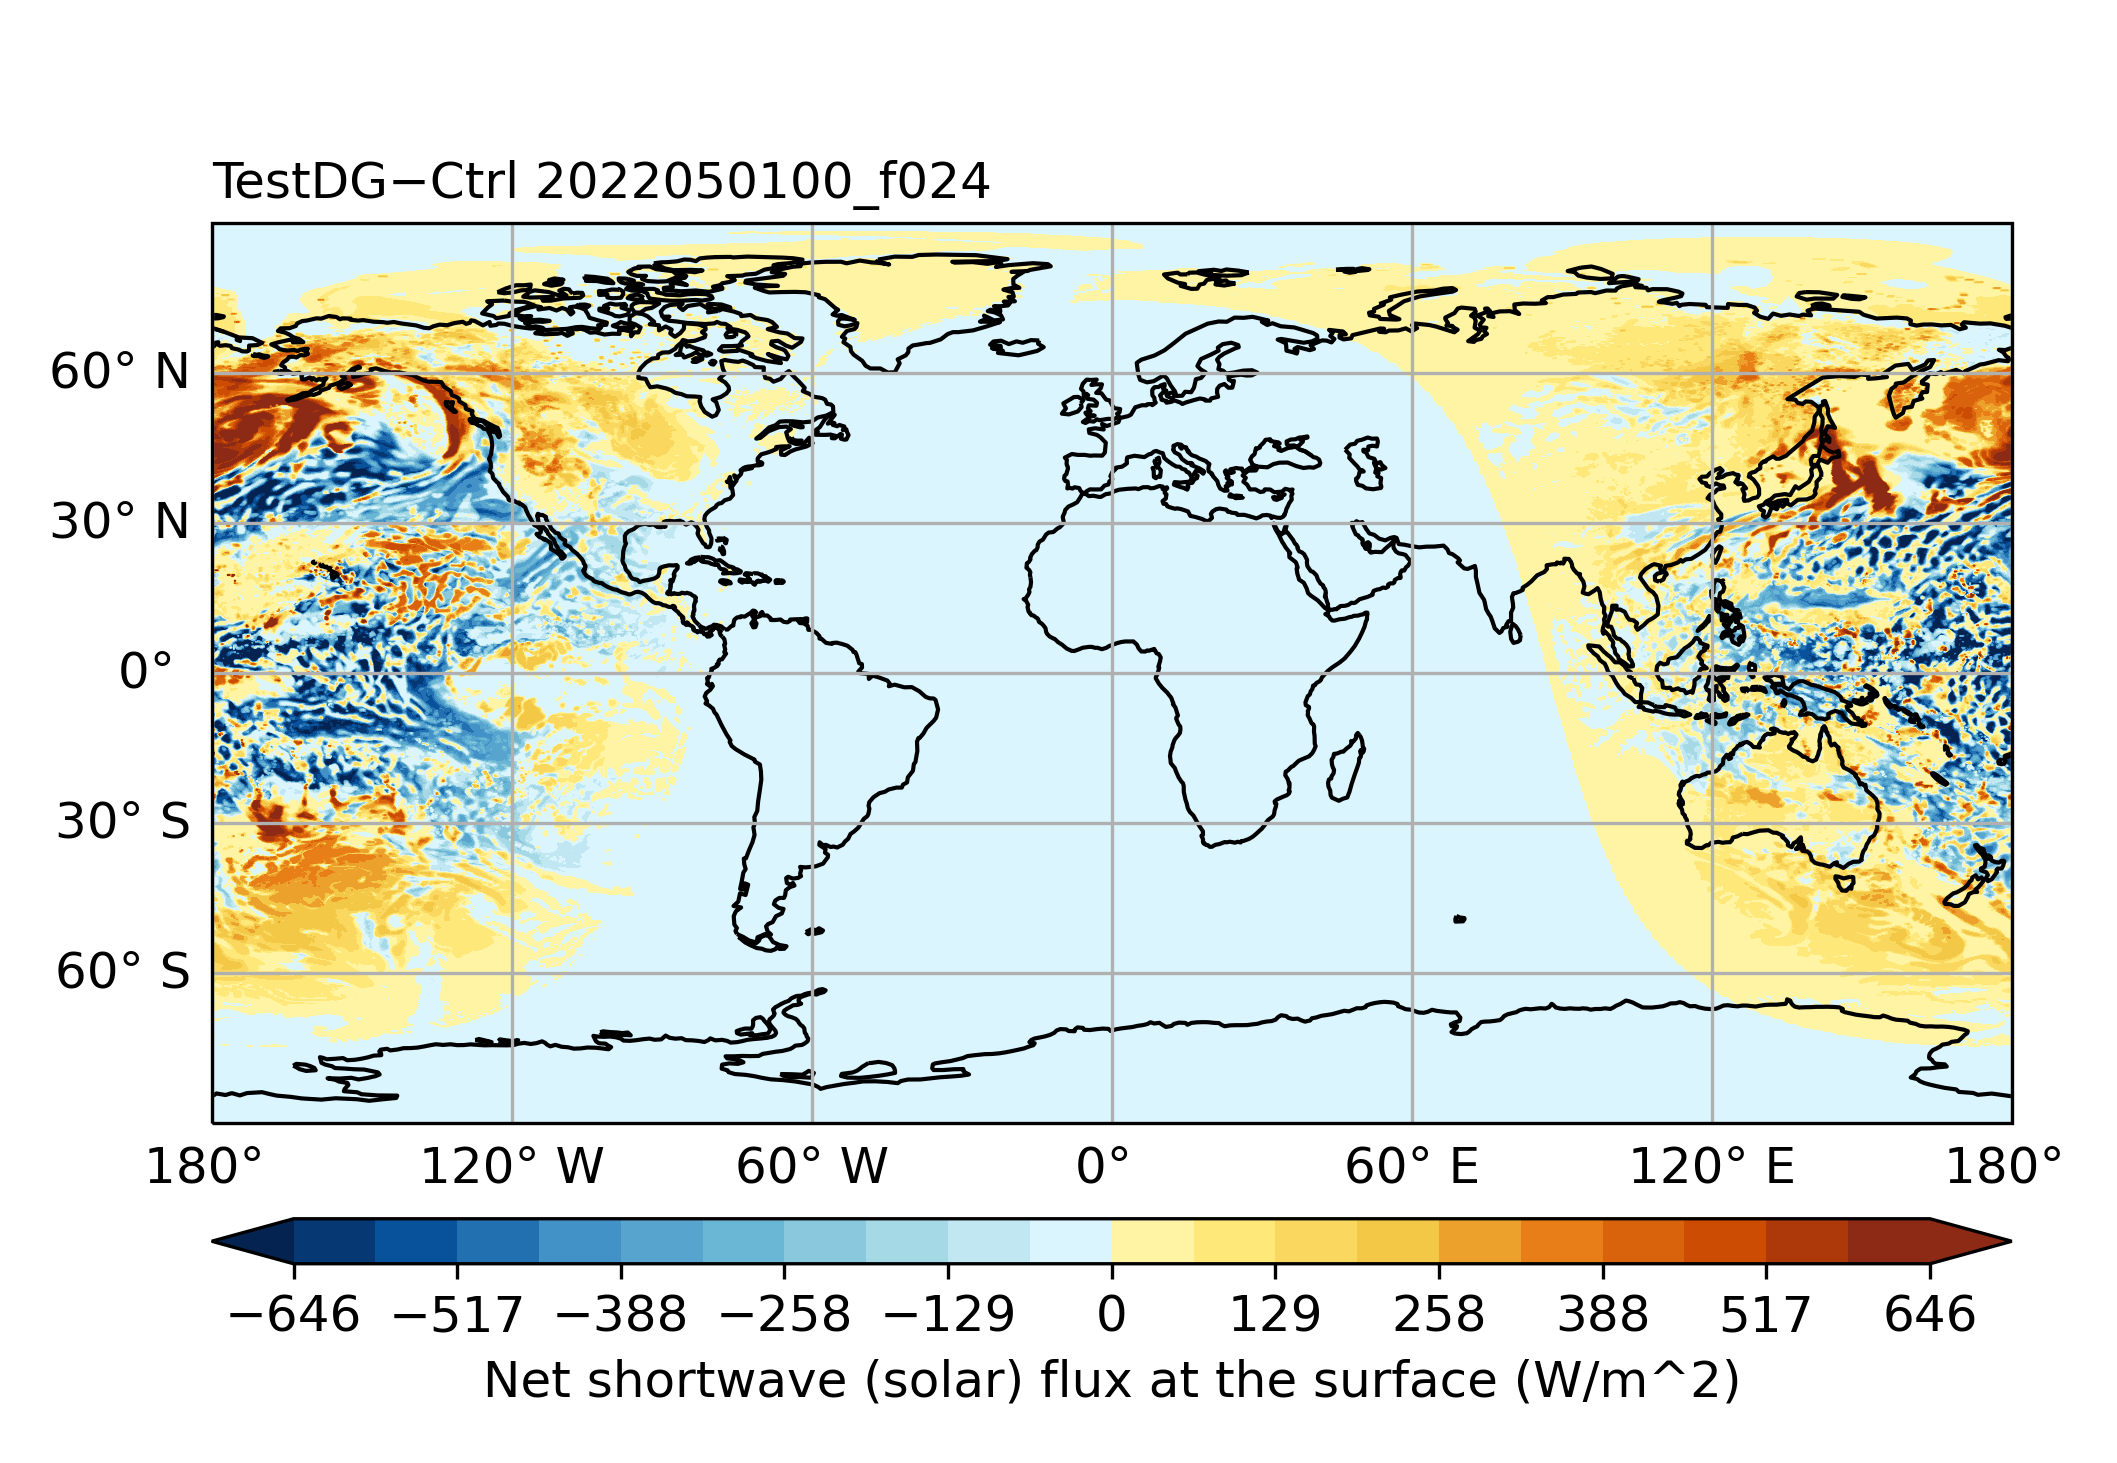 TestDG−Ctrl 2022050100_f024
60° N
30° N
0°
30° S
60° S
180° 120° W 60° W 0° 60° E 120° E 180°
−646 −517 −388 −258 −129 0 129 258 388 517 646
Net shortwave (solar) flux at the surface (W/m^2)